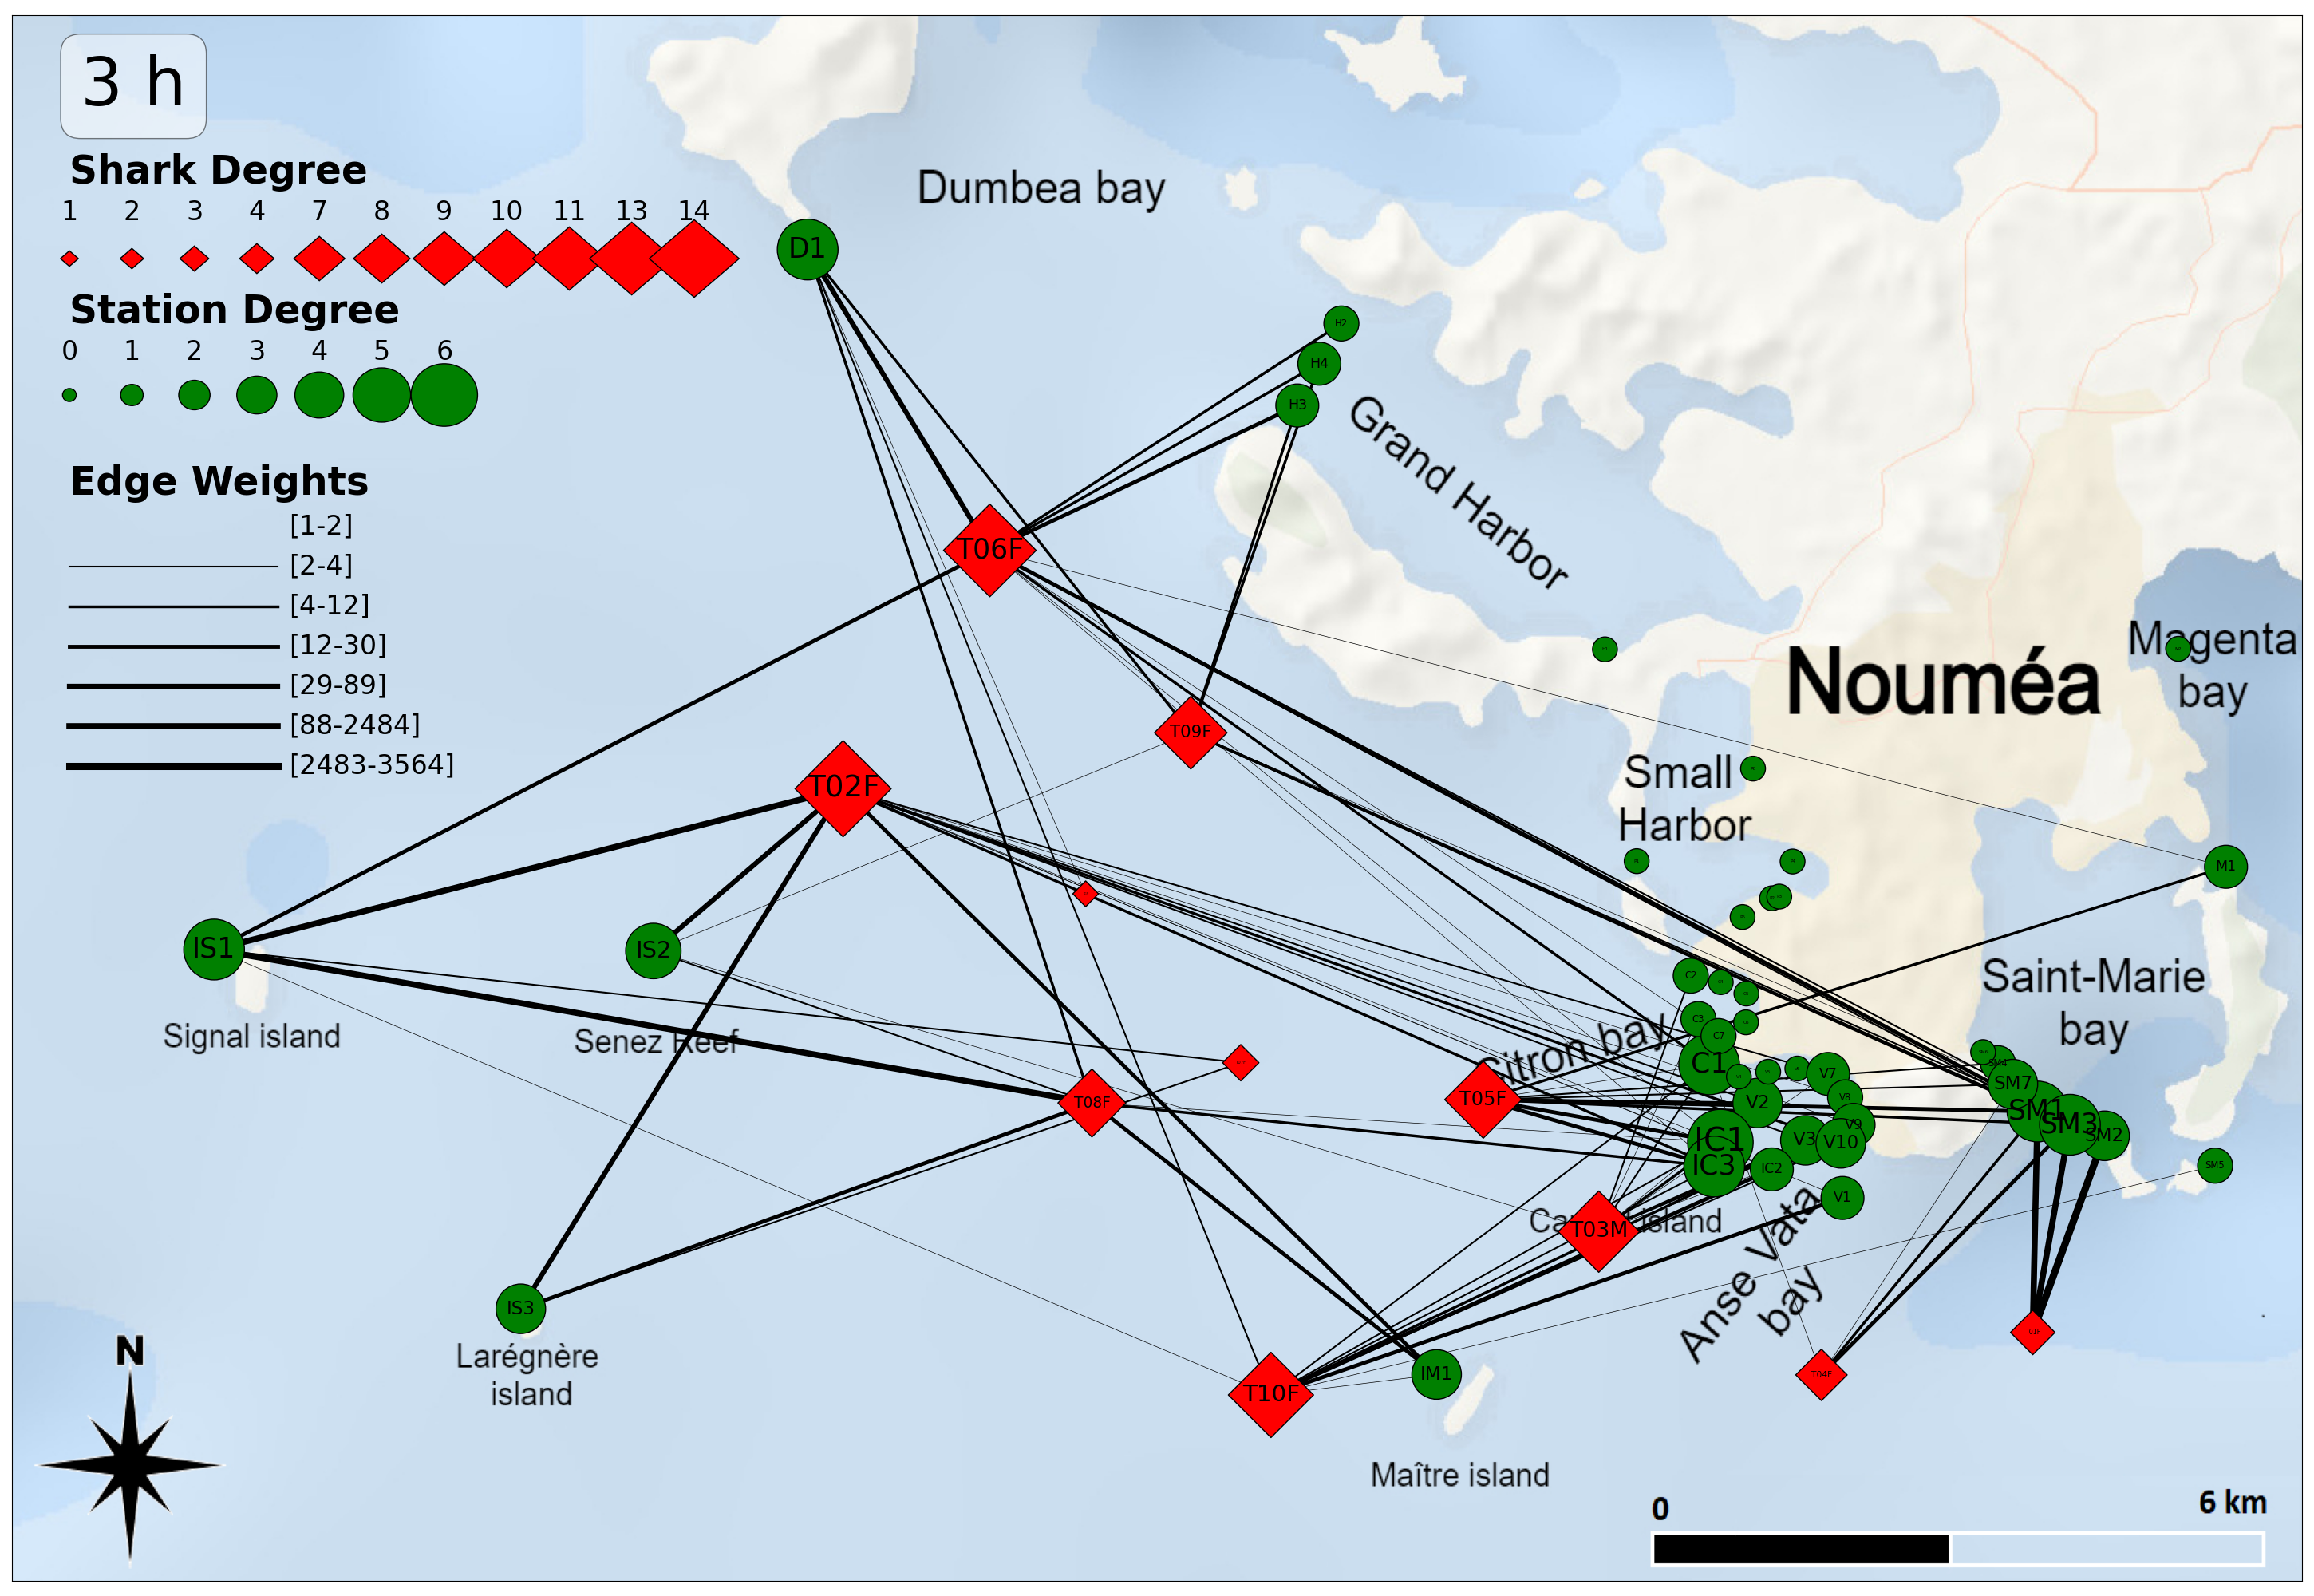 3 h
Shark Degree
1 2 3 4 7 8 9 10 11 13 14
Station Degree
0 1 2 3 4 5 6
Edge Weights
[1-2]
[2-4]
[4-12]
[12-30]
[29-89]
[88-2484]
[2483-3564]
Dumbea bay
D1
H2
H4
H3
Grand Harbor
T06F
Magenta
bay
Nouméa
T09F
Small
Harbor
T02F
M1
IS1
IS2
Signal island
Senez Reef
Saint-Marie
bay
C2
C3
C7
C1
Citron bay
T05F
T08F
V7
V8
V2
V9
V3
V10
IC1
IC3
IC2
V1
SM4
SM7
SM1
SM3
SM2
SM5
T03M
island
Anse Vata
bay
IS3
Larégnère
island
T01F
T04F
T10F
IM1
Maître island
N
0
6 km